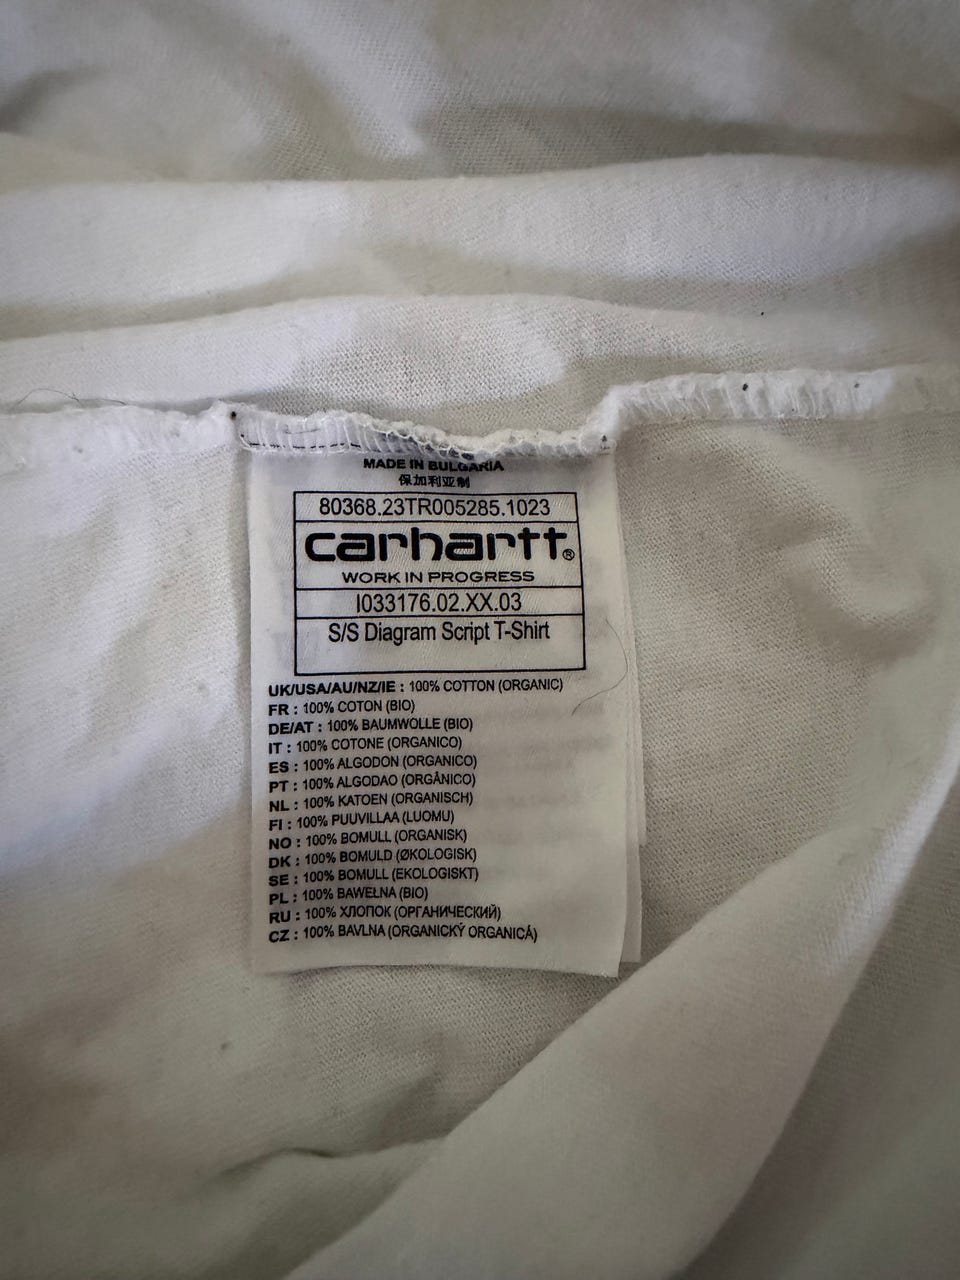 MADE IN BULGARIA
保加利亚制
80368.23TR005285.1023
carhartt®
WORK IN PROGRESS
I033176.02.XX.03
S/S Diagram Script T-Shirt
UK/USA/AU/NZ/IE : 100% COTTON (ORGANIC)
FR : 100% COTON (BIO)
DE/AT : 100% BAUMWOLLE (BIO)
IT : 100% COTONE (ORGANICO)
ES : 100% ALGODON (ORGANICO)
PT : 100% ALGODAO (ORGÂNICO)
NL : 100% KATOEN (ORGANISCH)
FI : 100% PUUVILLAA (LUOMU)
NO : 100% BOMULL (ORGANISK)
DK : 100% BOMULD (ØKOLOGISK)
SE : 100% BOMULL (EKOLOGISKT)
PL : 100% BAWEŁNA (BIO)
RU : 100% ХЛОПОК (ОРГАНИЧЕСКИЙ)
CZ : 100% BAVLNA (ORGANICKÝ ORGANICÁ)